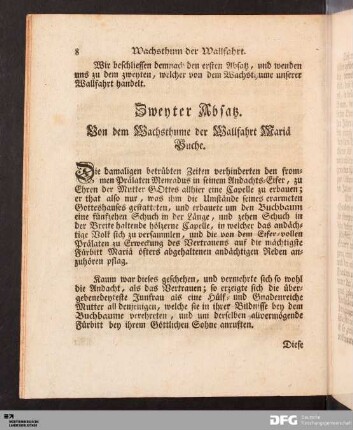 8 Wachsthum der Wallfahrt.
Wir beschliessen demnach den ersten Absatz, und wenden
uns zu dem zweyten, welcher von dem Wachsthume unserer
Wallfahrt handelt.
Zweyter Absatz.
Von dem Wachsthume der Wallfahrt Mariä
Buche.
Die damaligen betrübten Zeiten verhinderten den from-
men Prälaten Meinradus in seinem Andachts-Eifer, zu
Ehren der Mutter GOttes allhier eine Capelle zu erbauen;
er that also nur, was ihm die Umstände seines erarmeten
Gotteshauses gestatteten, und erbauete um den Buchbaum
eine fünfzehen Schuch in der Länge, und zehen Schuch in
der Breite haltende hölzerne Capelle, in welcher das andäch-
tige Volk sich zu versammlen, und die von dem Eifer-vollen
Prälaten zu Erweckung des Vertrauens auf die mächtigste
Fürbitt Mariä öfters abgehaltenen andächtigen Reden an-
zuhören pflag.
Kaum war dieses geschehen, und vermehrte sich so wohl
die Andacht, als das Vertrauen; so erzeigte sich die über-
gebenedeyteste Jungfrau als eine Hülf- und Gnadenreiche
Mutter all denjenigen, welche sie in ihrer Bildnisse bey dem
Buchbaume verehreten, und um derselben allvermögende
Fürbitt bey ihrem Göttlichen Sohne anruften.
Diese
DFG